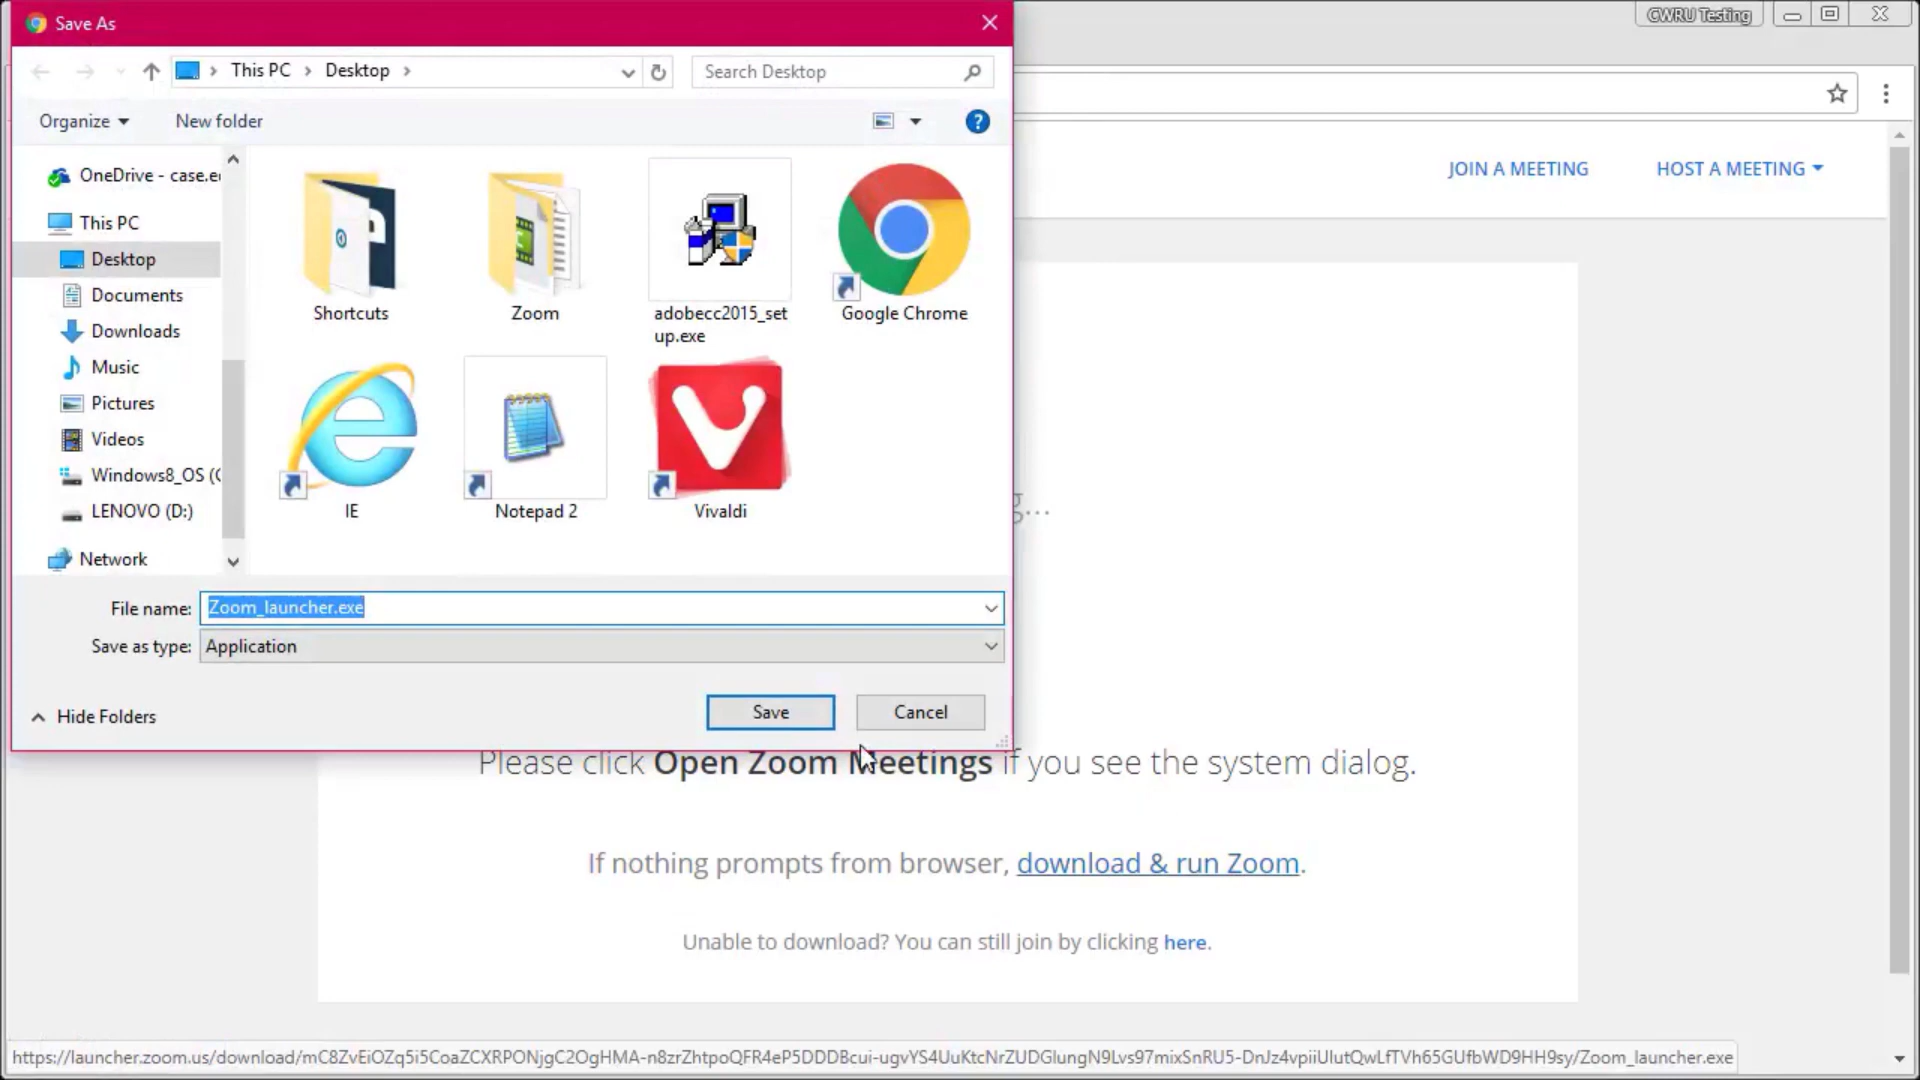 Save As
CWRU Testing
This PC
Desktop
Search Desktop
Organize
New folder
?
OneDrive - case.e
This PC
Desktop
Documents
Downloads
Music
Pictures
Videos
Windows8_OS (C
LENOVO (D:)
Network
Shortcuts
Zoom
adobecc2015_set
up.exe
Google Chrome
IE
Notepad 2
Vivaldi
File name:
Zoom_launcher.exe
Save as type:
Application
Hide Folders
Save
Cancel
JOIN A MEETING
HOST A MEETING
g...
Please click Open Zoom Meetings if you see the system dialog.
If nothing prompts from browser, download & run Zoom.
Unable to download? You can still join by clicking here.
https://launcher.zoom.us/download/mC8ZvEiOZq5i5CoaZCXRPONjgC2OgHMA-n8zrZhtpoQFR4eP5DDDBcui-ugvYS4UuKtcNrZUDGlungN9Lvs97mixSnRU5-DnJz4vpiiUIutQwLfTVh65GUfbWD9HH9sy/Zoom_launcher.exe